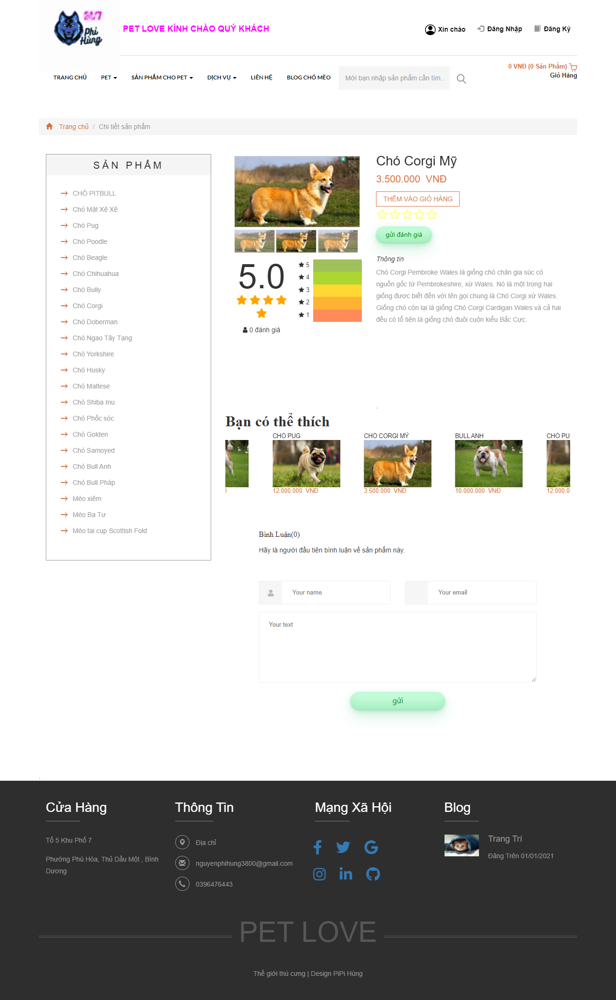 24/7
Phi
Hùng
PET LOVE KÍNH CHÀO QUÝ KHÁCH
Xin chào
Đăng Nhập
Đăng Ký
TRANG CHỦ
PET
SẢN PHẨM CHO PET
DỊCH VỤ
LIÊN HỆ
BLOG CHÓ MÈO
Mời bạn nhập sản phẩm cần tìm...
0 VNĐ (0 Sản Phẩm)
Giỏ Hàng
Trang chủ / Chi tiết sản phẩm
SẢN PHẨM
CHÓ PITBULL
Chó Mặt Xệ Xệ
Chó Pug
Chó Poodle
Chó Beagle
Chó Chihuahua
Chó Bully
Chó Corgi
Chó Doberman
Chó Ngao Tây Tạng
Chó Yorkshire
Chó Husky
Chó Maltese
Chó Shiba Inu
Chó Phốc sóc
Chó Golden
Chó Samoyed
Chó Bull Anh
Chó Bull Pháp
Mèo xiêm
Mèo Ba Tư
Mèo tai cụp Scottish Fold
Chó Corgi Mỹ
3.500.000 VNĐ
THÊM VÀO GIỎ HÀNG
gửi đánh giá
Thông tin
Chó Corgi Pembroke Wales là giống chó chăn gia súc có
nguồn gốc từ Pembrokeshire, xứ Wales. Nó là một trong hai
giống được biết đến với tên gọi chung là Chó Corgi xứ Wales.
Giống chó còn lại là giống Chó Corgi Cardigan Wales và cả hai
đều có tổ tiên là giống chó đuôi cuộn kiểu Bắc Cực.
5.0
5
4
3
2
1
0 đánh giá
.
Bạn có thể thích
CHÓ PUG
CHÓ CORGI MỸ
BULL ANH
CHÓ PU
12.000.000 VNĐ
3.500.000 VNĐ
10.000.000 VNĐ
12.000.0
Bình Luận(0)
Hãy là người đầu tiên bình luận về sản phẩm này.
Your name
Your email
Your text
gửi
.
Cửa Hàng
Tổ 5 Khu Phố 7
Phường Phú Hòa, Thủ Dầu Một , Bình
Dương
Thông Tin
Địa chỉ
nguyenphihung3800@gmail.com
0396476443
Mạng Xã Hội
Blog
Trang Trí
Đăng Trên 01/01/2021
PET LOVE
Thế giới thú cưng | Design PiPi Hùng